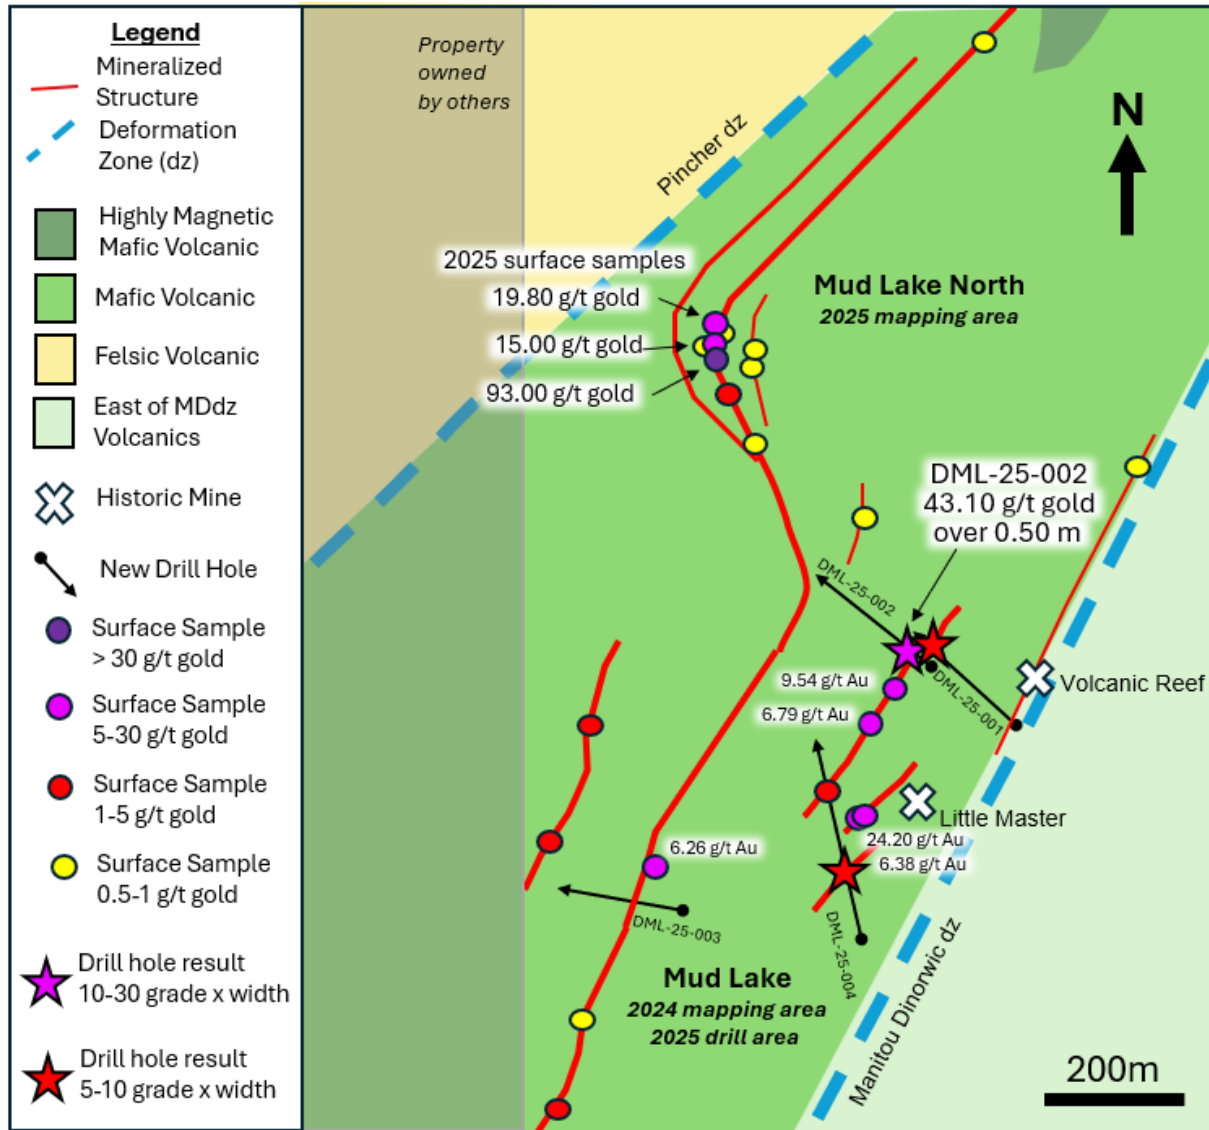 Legend
Mineralized
Structure
Deformation
Zone (dz)
Highly Magnetic
Mafic Volcanic
Mafic Volcanic
Felsic Volcanic
East of MDdz
Volcanics
Historic Mine
New Drill Hole
Surface Sample
> 30 g/t gold
Surface Sample
5-30 g/t gold
Surface Sample
1-5 g/t gold
Surface Sample
0.5-1 g/t gold
Drill hole result
10-30 grade x width
Drill hole result
5-10 grade x width
Property
owned
by others
Pincher dz
N
2025 surface samples
19.80 g/t gold
15.00 g/t gold
93.00 g/t gold
Mud Lake North
2025 mapping area
DML-25-002
43.10 g/t gold
over 0.50 m
DML-25-002
DML-25-001
9.54 g/t Au
6.79 g/t Au
Volcanic Reef
Little Master
24.20 g/t Au
6.38 g/t Au
6.26 g/t Au
DML-25-003
DML-25-004
Mud Lake
2024 mapping area
2025 drill area
Manitou Dinorwic dz
200m